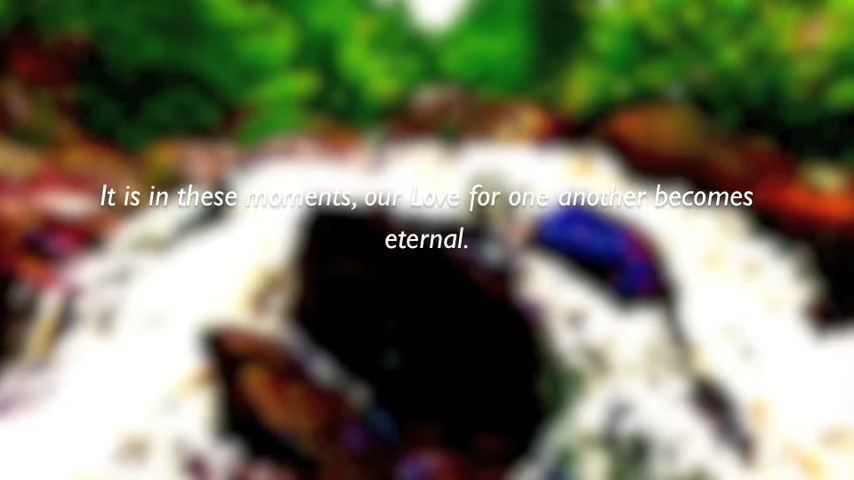 It is in these moments, our Love for one another becomes
eternal.